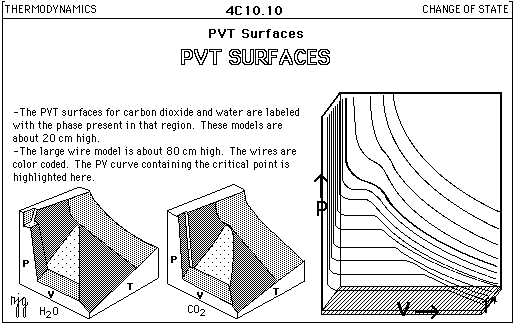 THERMODYNAMICS
4C10.10
CHANGE OF STATE
PVT Surfaces
PVT SURFACES
-The PVT surfaces for carbon dioxide and water are labeled
with the phase present in that region. These models are
about 20 cm high.
-The large wire model is about 80 cm high. The wires are
color coded. The PV curve containing the critical point is
highlighted here.
P
V
T
H2O
P
V
T
CO2
P
V
T